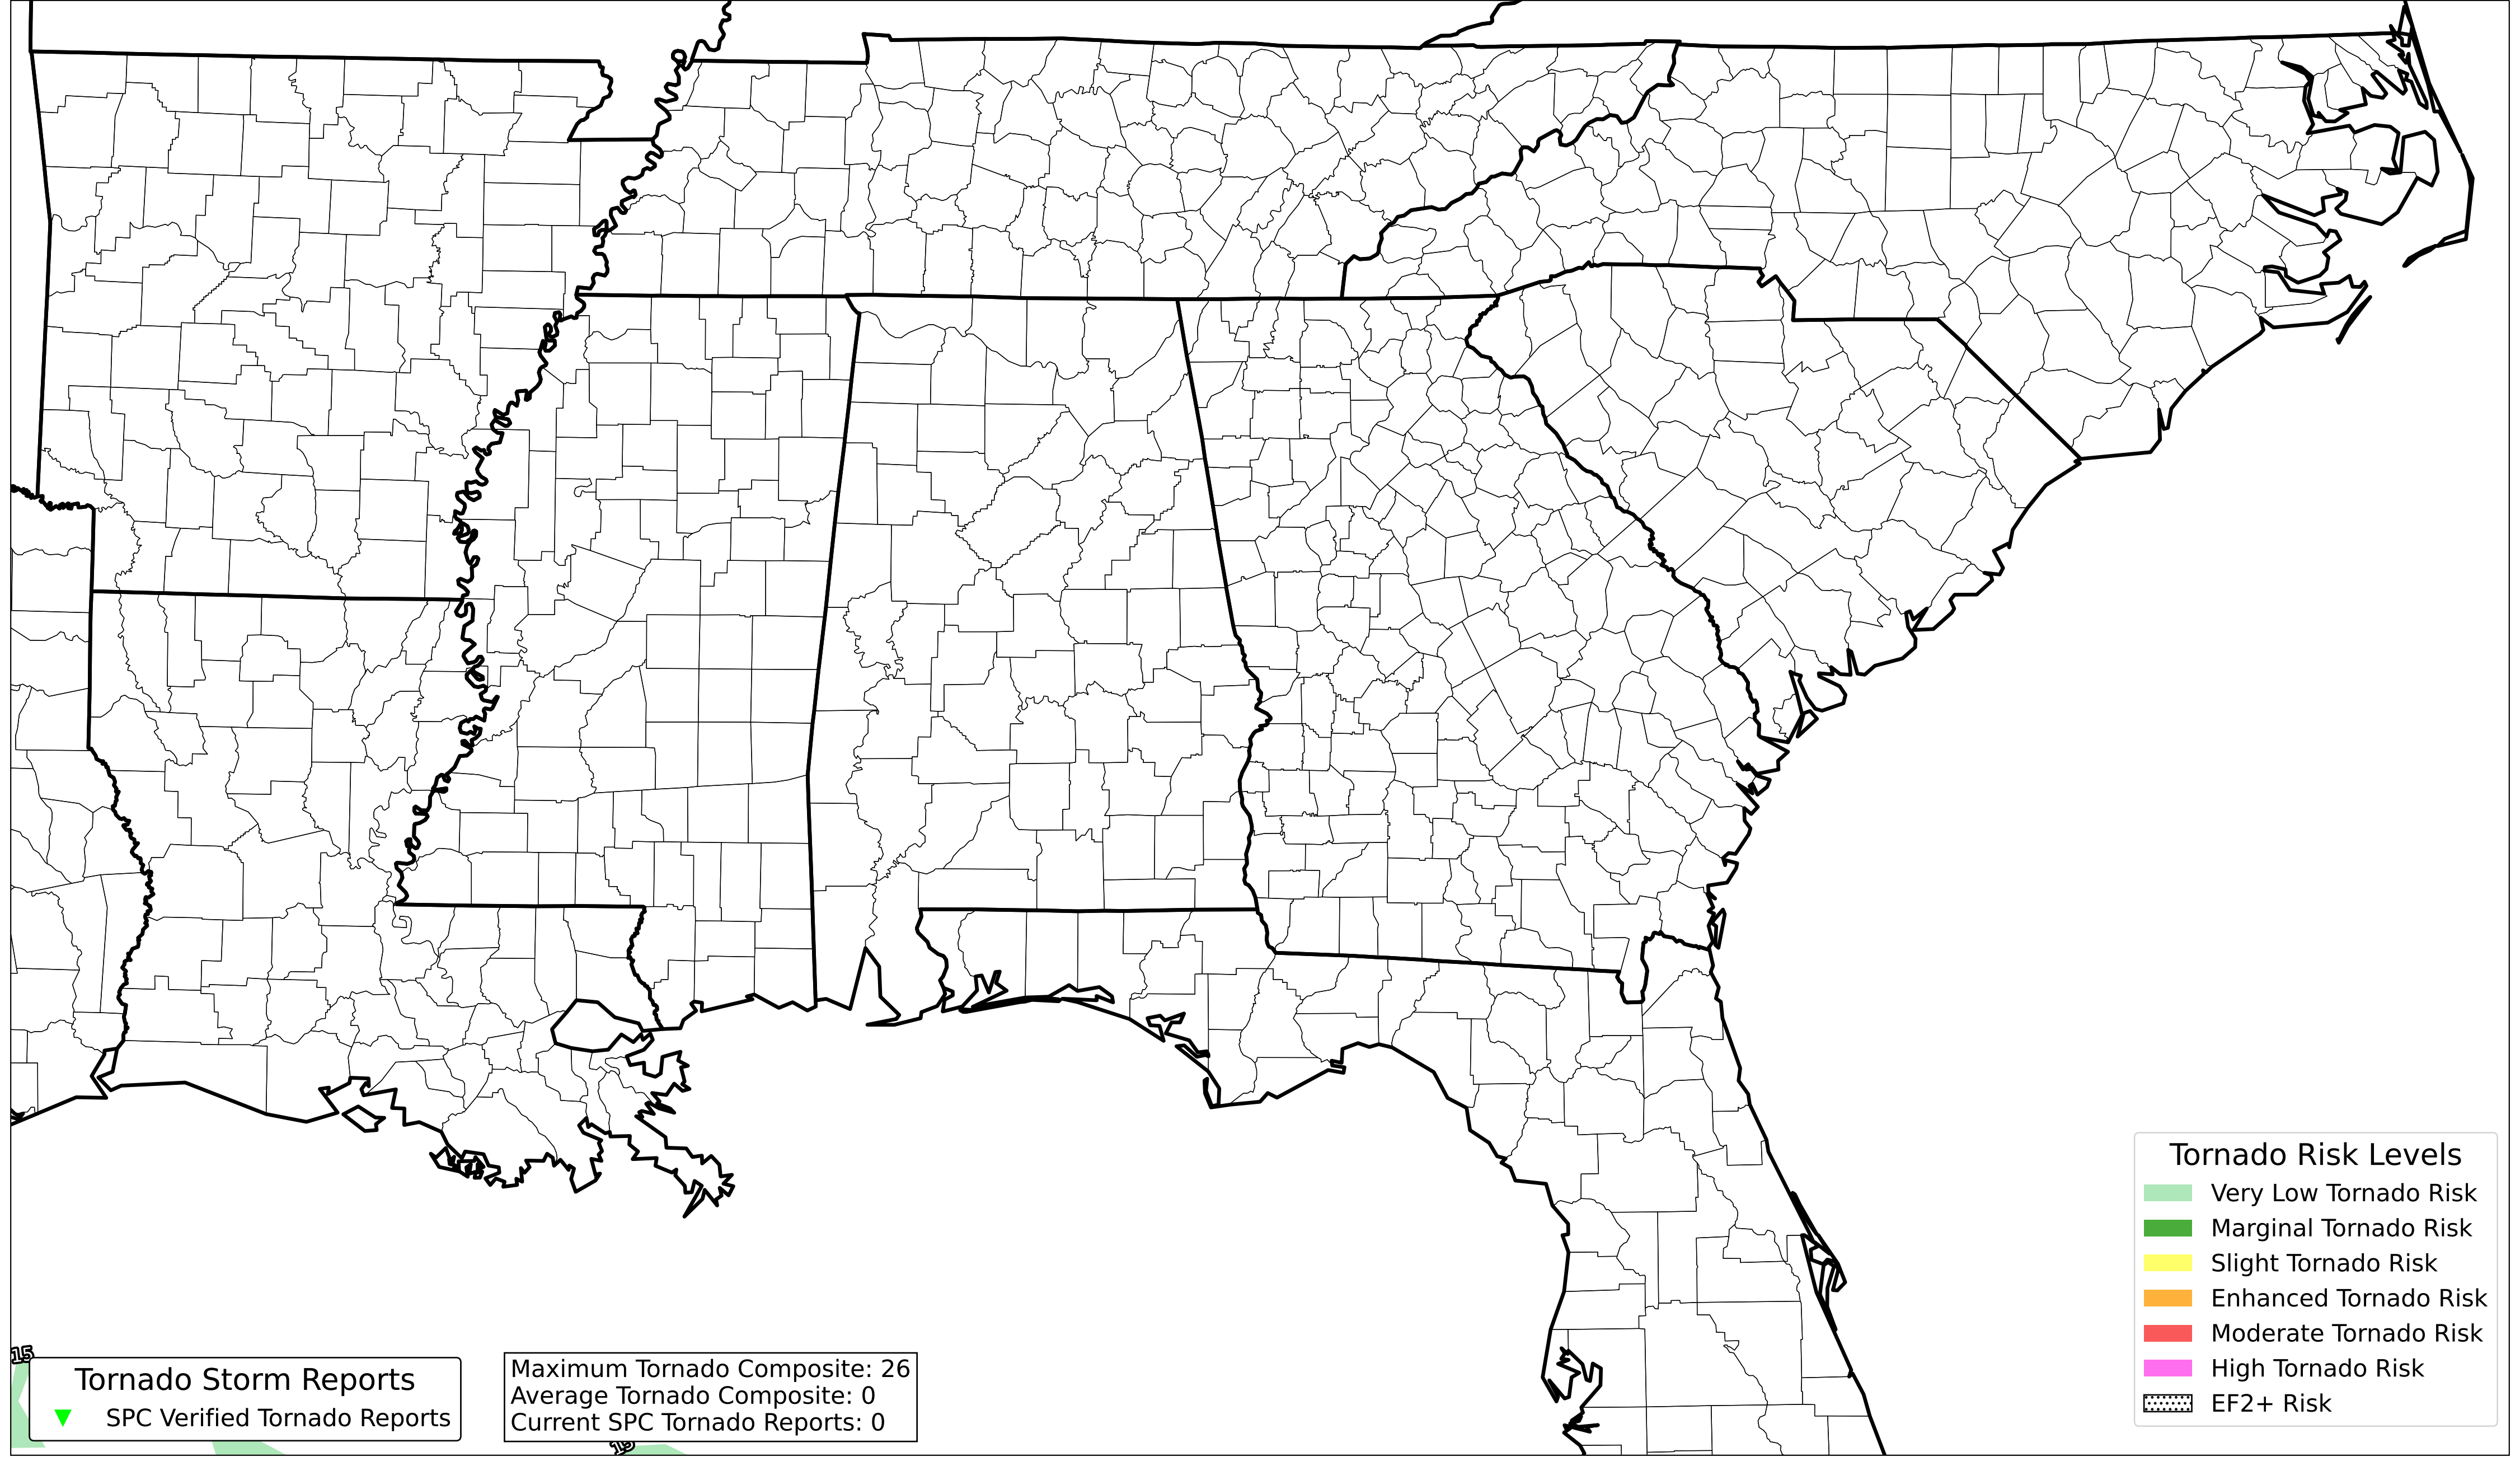 15
Tornado Storm Reports
SPC Verified Tornado Reports
Maximum Tornado Composite: 26
Average Tornado Composite: 0
Current SPC Tornado Reports: 0
15
Tornado Risk Levels
Very Low Tornado Risk
Marginal Tornado Risk
Slight Tornado Risk
Enhanced Tornado Risk
Moderate Tornado Risk
High Tornado Risk
EF2+ Risk